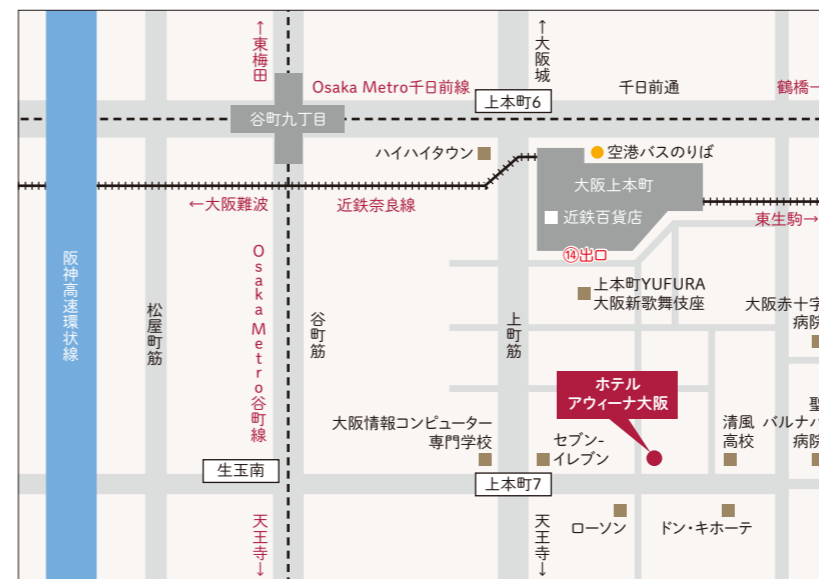 ↑東梅田
↑大阪城
Osaka Metro千日前線
上本町6
千日前通
鶴橋→
谷町九丁目
ハイハイタウン
空港バスのりば
大阪上本町
近鉄百貨店
←大阪難波
近鉄奈良線
東生駒→
⑭出口
阪神高速環状線
松屋町筋
Osaka Metro谷町線
谷町筋
上町筋
上本町YUFURA
大阪新歌舞伎座
大阪赤十字
病院
ホテル
アウィーナ大阪
大阪情報コンピューター
専門学校
セブン-
イレブン
清風
高校
聖
バルナバ
病院
生玉南
上本町7
天王寺↓
天王寺↓
ローソン
ドン・キホーテ